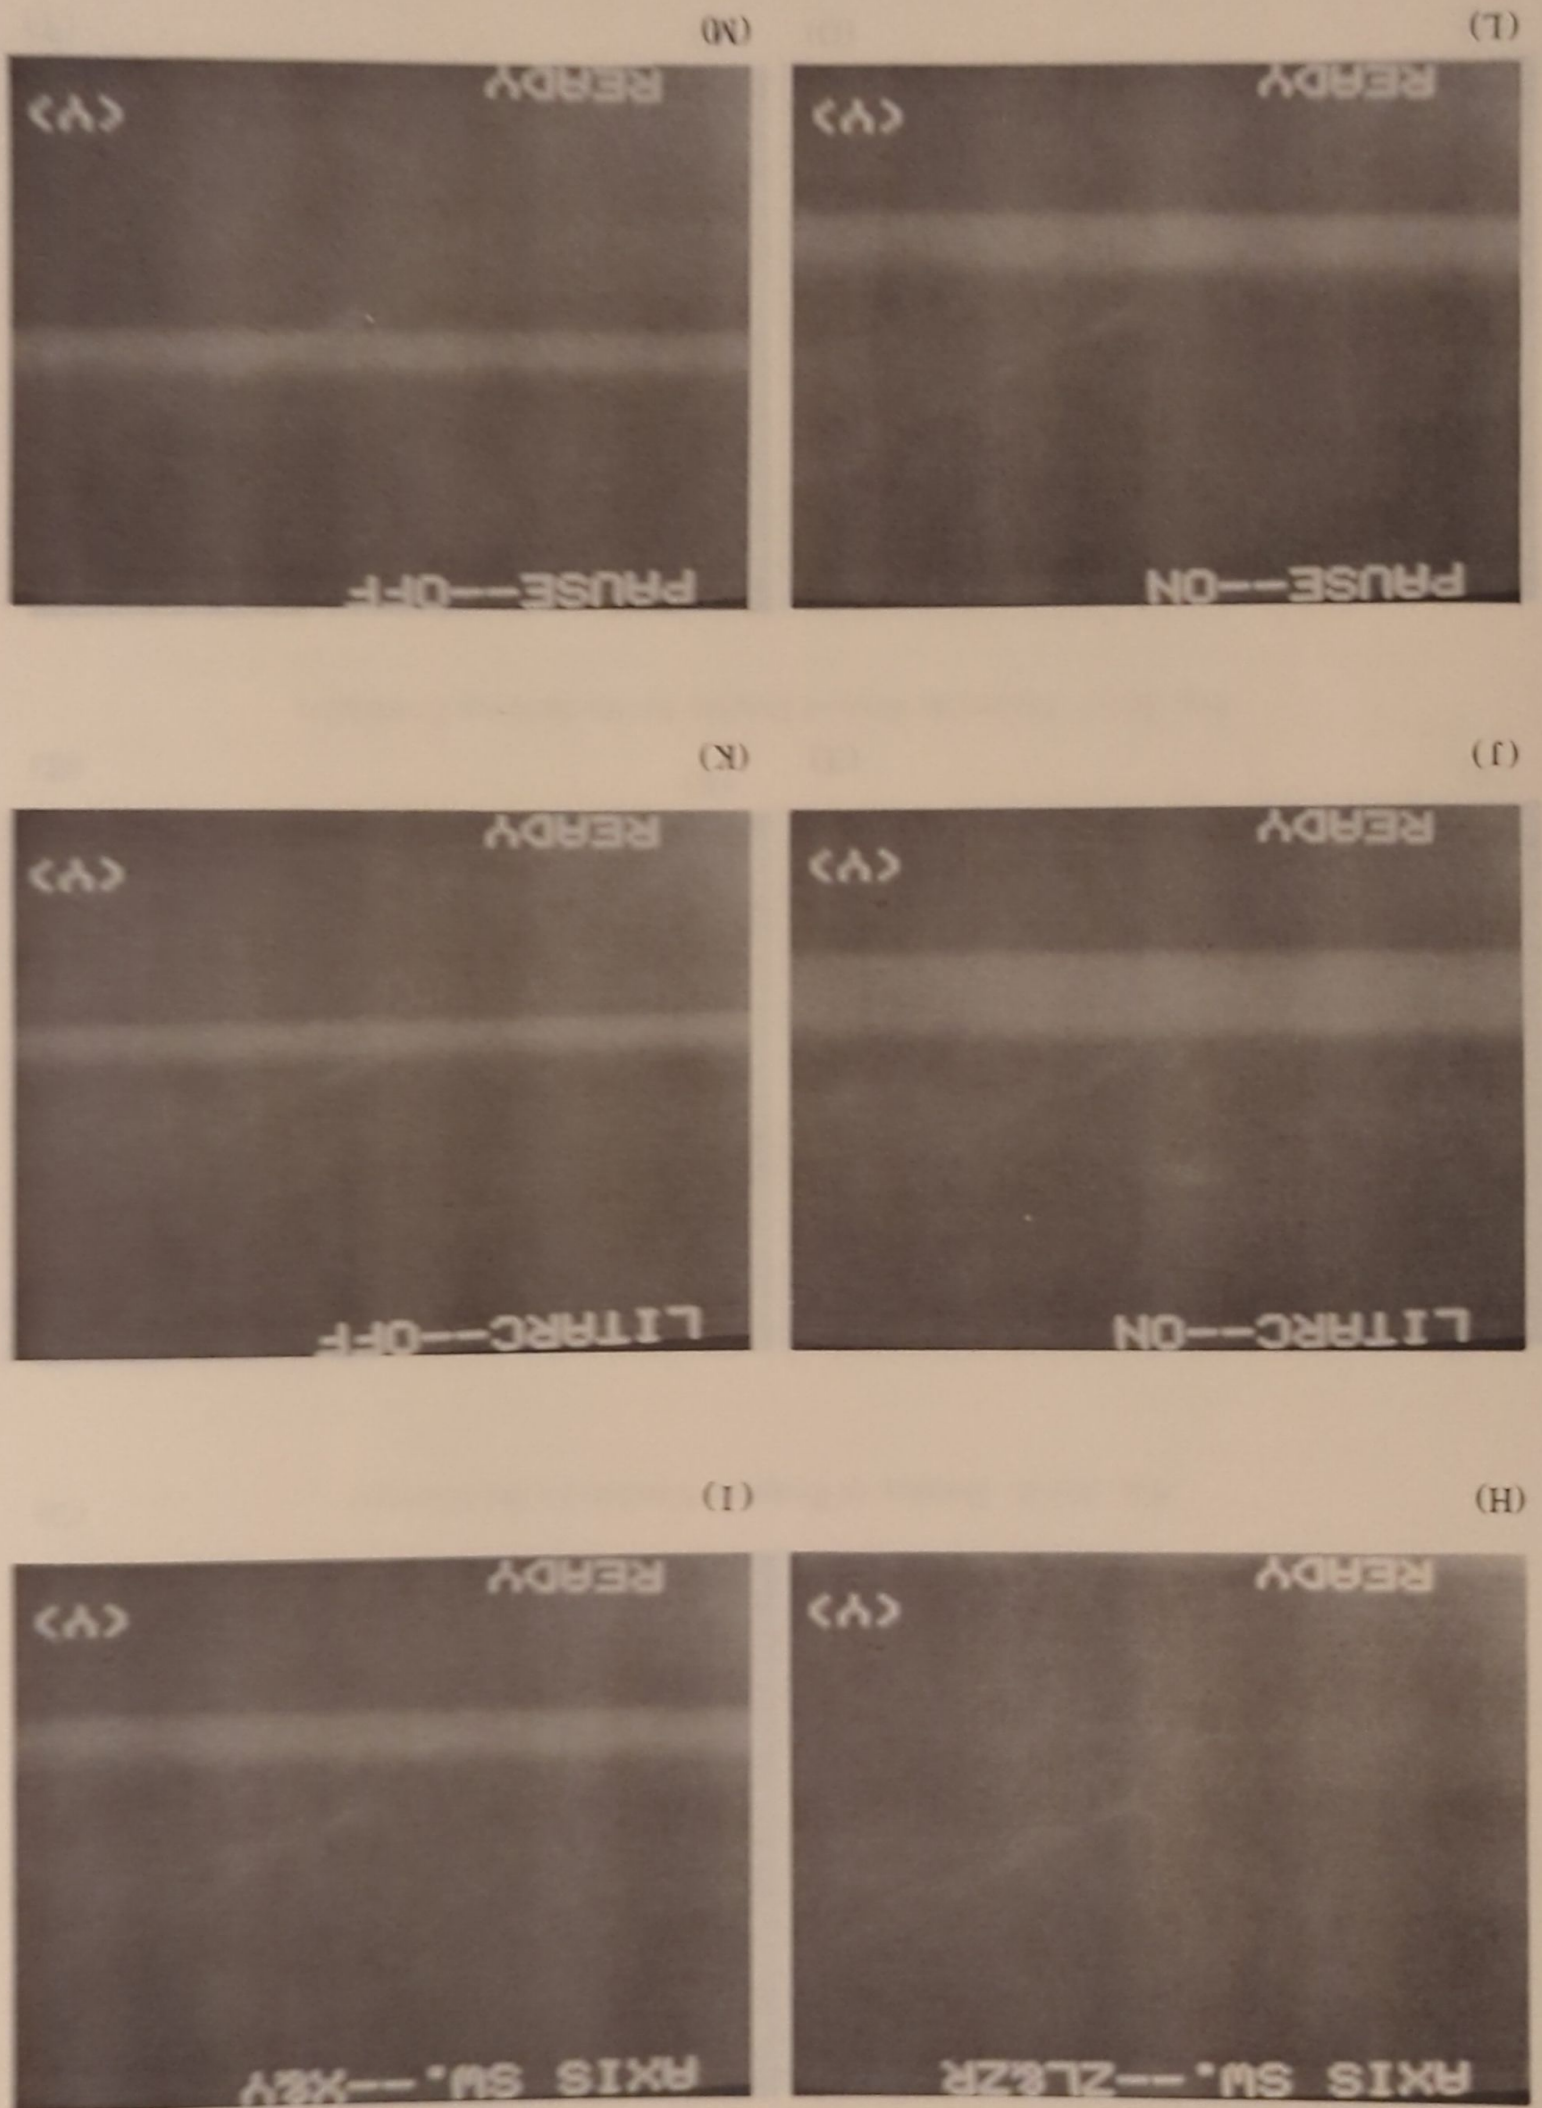 AXIS SW.--ZL&ZR
<Y>
READY
(H)
AXIS SW.--X&Y
<Y>
READY
(I)
LITARC--ON
<Y>
READY
(J)
LITARC--OFF
<Y>
READY
(K)
PAUSE--ON
<Y>
READY
(L)
PAUSE--OFF
<Y>
READY
(M)